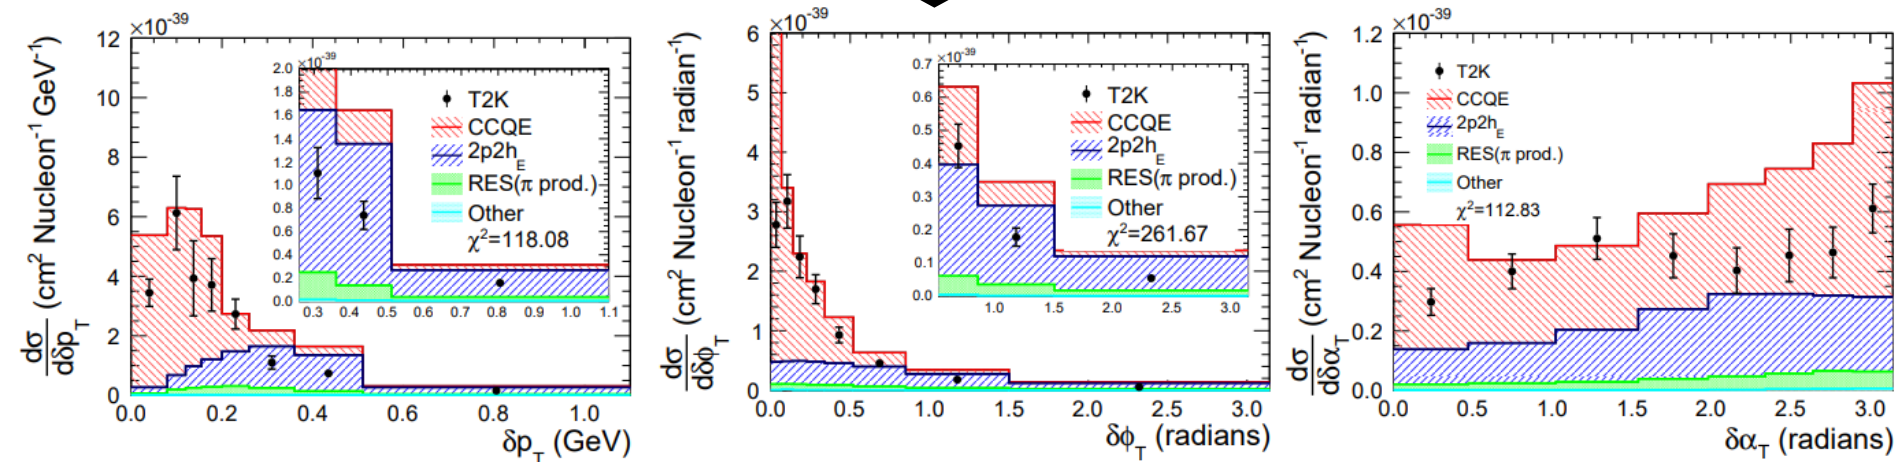 ×10⁻³⁹
dσ/dδp_T (cm² Nucleon⁻¹ GeV⁻¹)
12
10
8
6
4
2
0
0.0 0.2 0.4 0.6 0.8 1.0
δp_T (GeV)
×10⁻³⁹
2.0
1.8
1.6
1.4
1.2
1.0
0.8
0.6
0.4
0.2
0.0
0.3 0.4 0.5 0.6 0.7 0.8 0.9 1.0 1.1
T2K
CCQE
2p2h_E
RES(π prod.)
Other
χ²=118.08
×10⁻³⁹
dσ/dδϕ_T (cm² Nucleon⁻¹ radian⁻¹)
6
5
4
3
2
1
0
0.0 0.5 1.0 1.5 2.0 2.5 3.0
δϕ_T (radians)
×10⁻³⁹
0.7
0.6
0.5
0.4
0.3
0.2
0.1
0.0
1.0 1.5 2.0 2.5 3.0
T2K
CCQE
2p2h_E
RES(π prod.)
Other
χ²=261.67
×10⁻³⁹
dσ/dδα_T (cm² Nucleon⁻¹ radian⁻¹)
1.2
1.0
0.8
0.6
0.4
0.2
0.0
0.0 0.5 1.0 1.5 2.0 2.5 3.0
δα_T (radians)
T2K
CCQE
2p2h_E
RES(π prod.)
Other
χ²=112.83